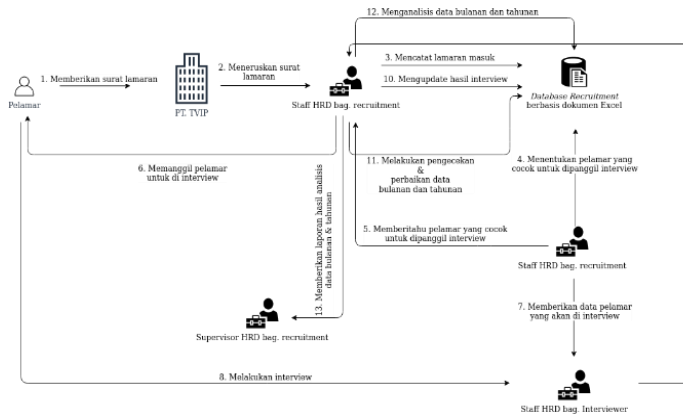 12. Menganalisis data bulanan dan tahunan
1. Memberikan surat lamaran
2. Meneruskan surat
lamaran
3. Mencatat lamaran masuk
10. Mengupdate hasil interview
Pelamar
PT. TVIP
Staff HRD bag. recruitment
Database Recruitment
berbasis dokumen Excel
6. Memanggil pelamar
untuk di interview
11. Melakukan pengecekan
&
perbaikan data
bulanan dan tahunan
4. Menentukan pelamar yang
cocok untuk dipanggil interview
5. Memberitahu pelamar yang cocok
untuk dipanggil interview
Staff HRD bag. recruitment
13. Memberikan laporan hasil analisis
data bulanan & tahunan
7. Memberikan data pelamar
yang akan di interview
Supervisor HRD bag. recruitment
8. Melakukan interview
Staff HRD bag. Interviewer